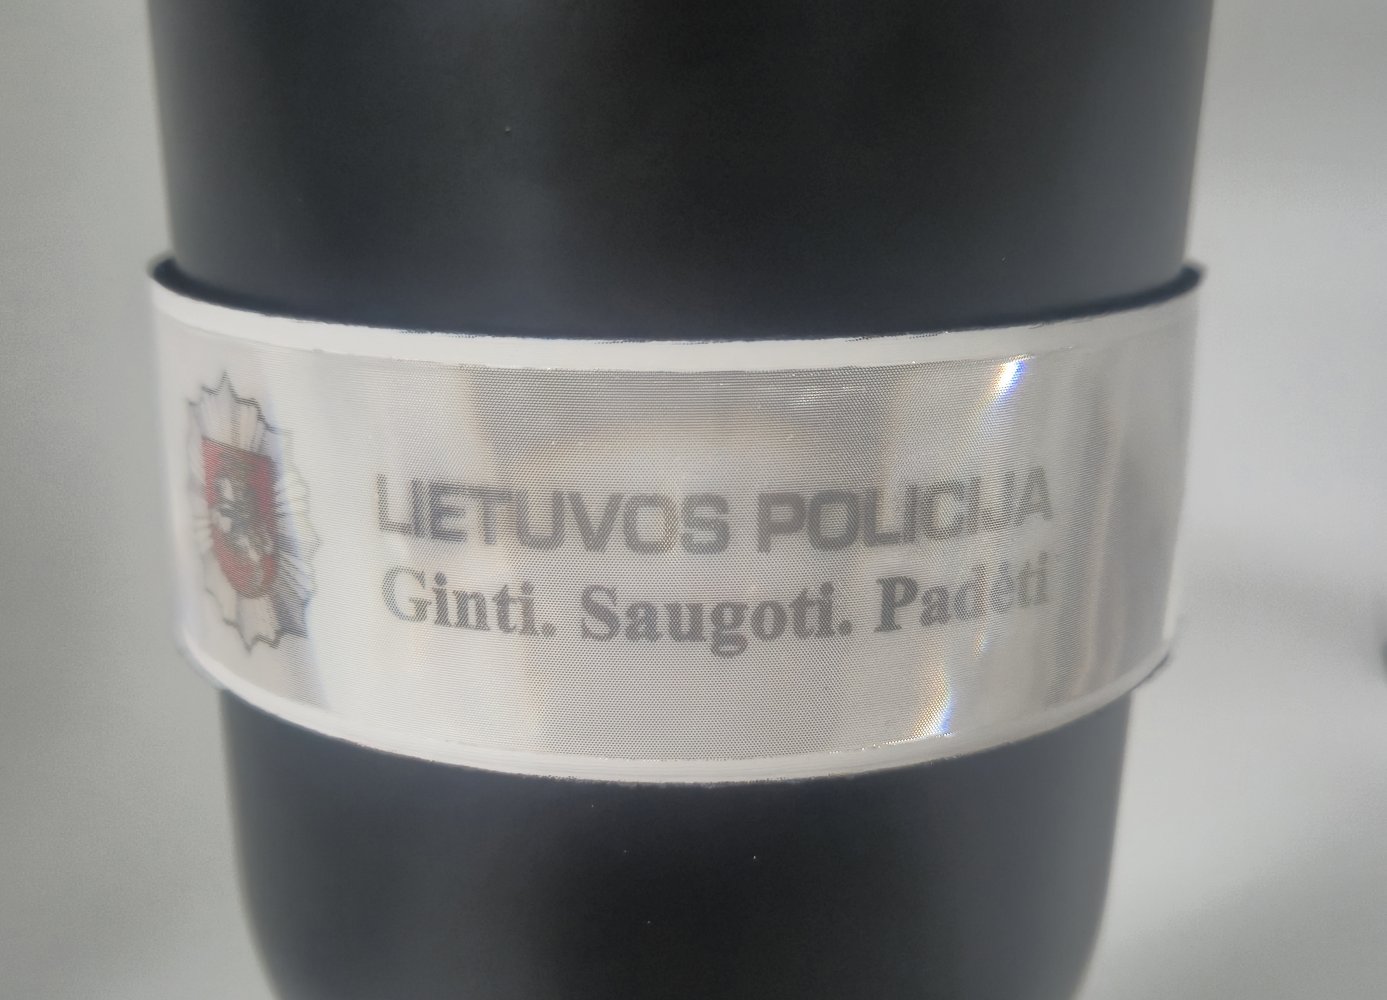 LIETUVOS POLICIJA
Ginti. Saugoti. Padėti